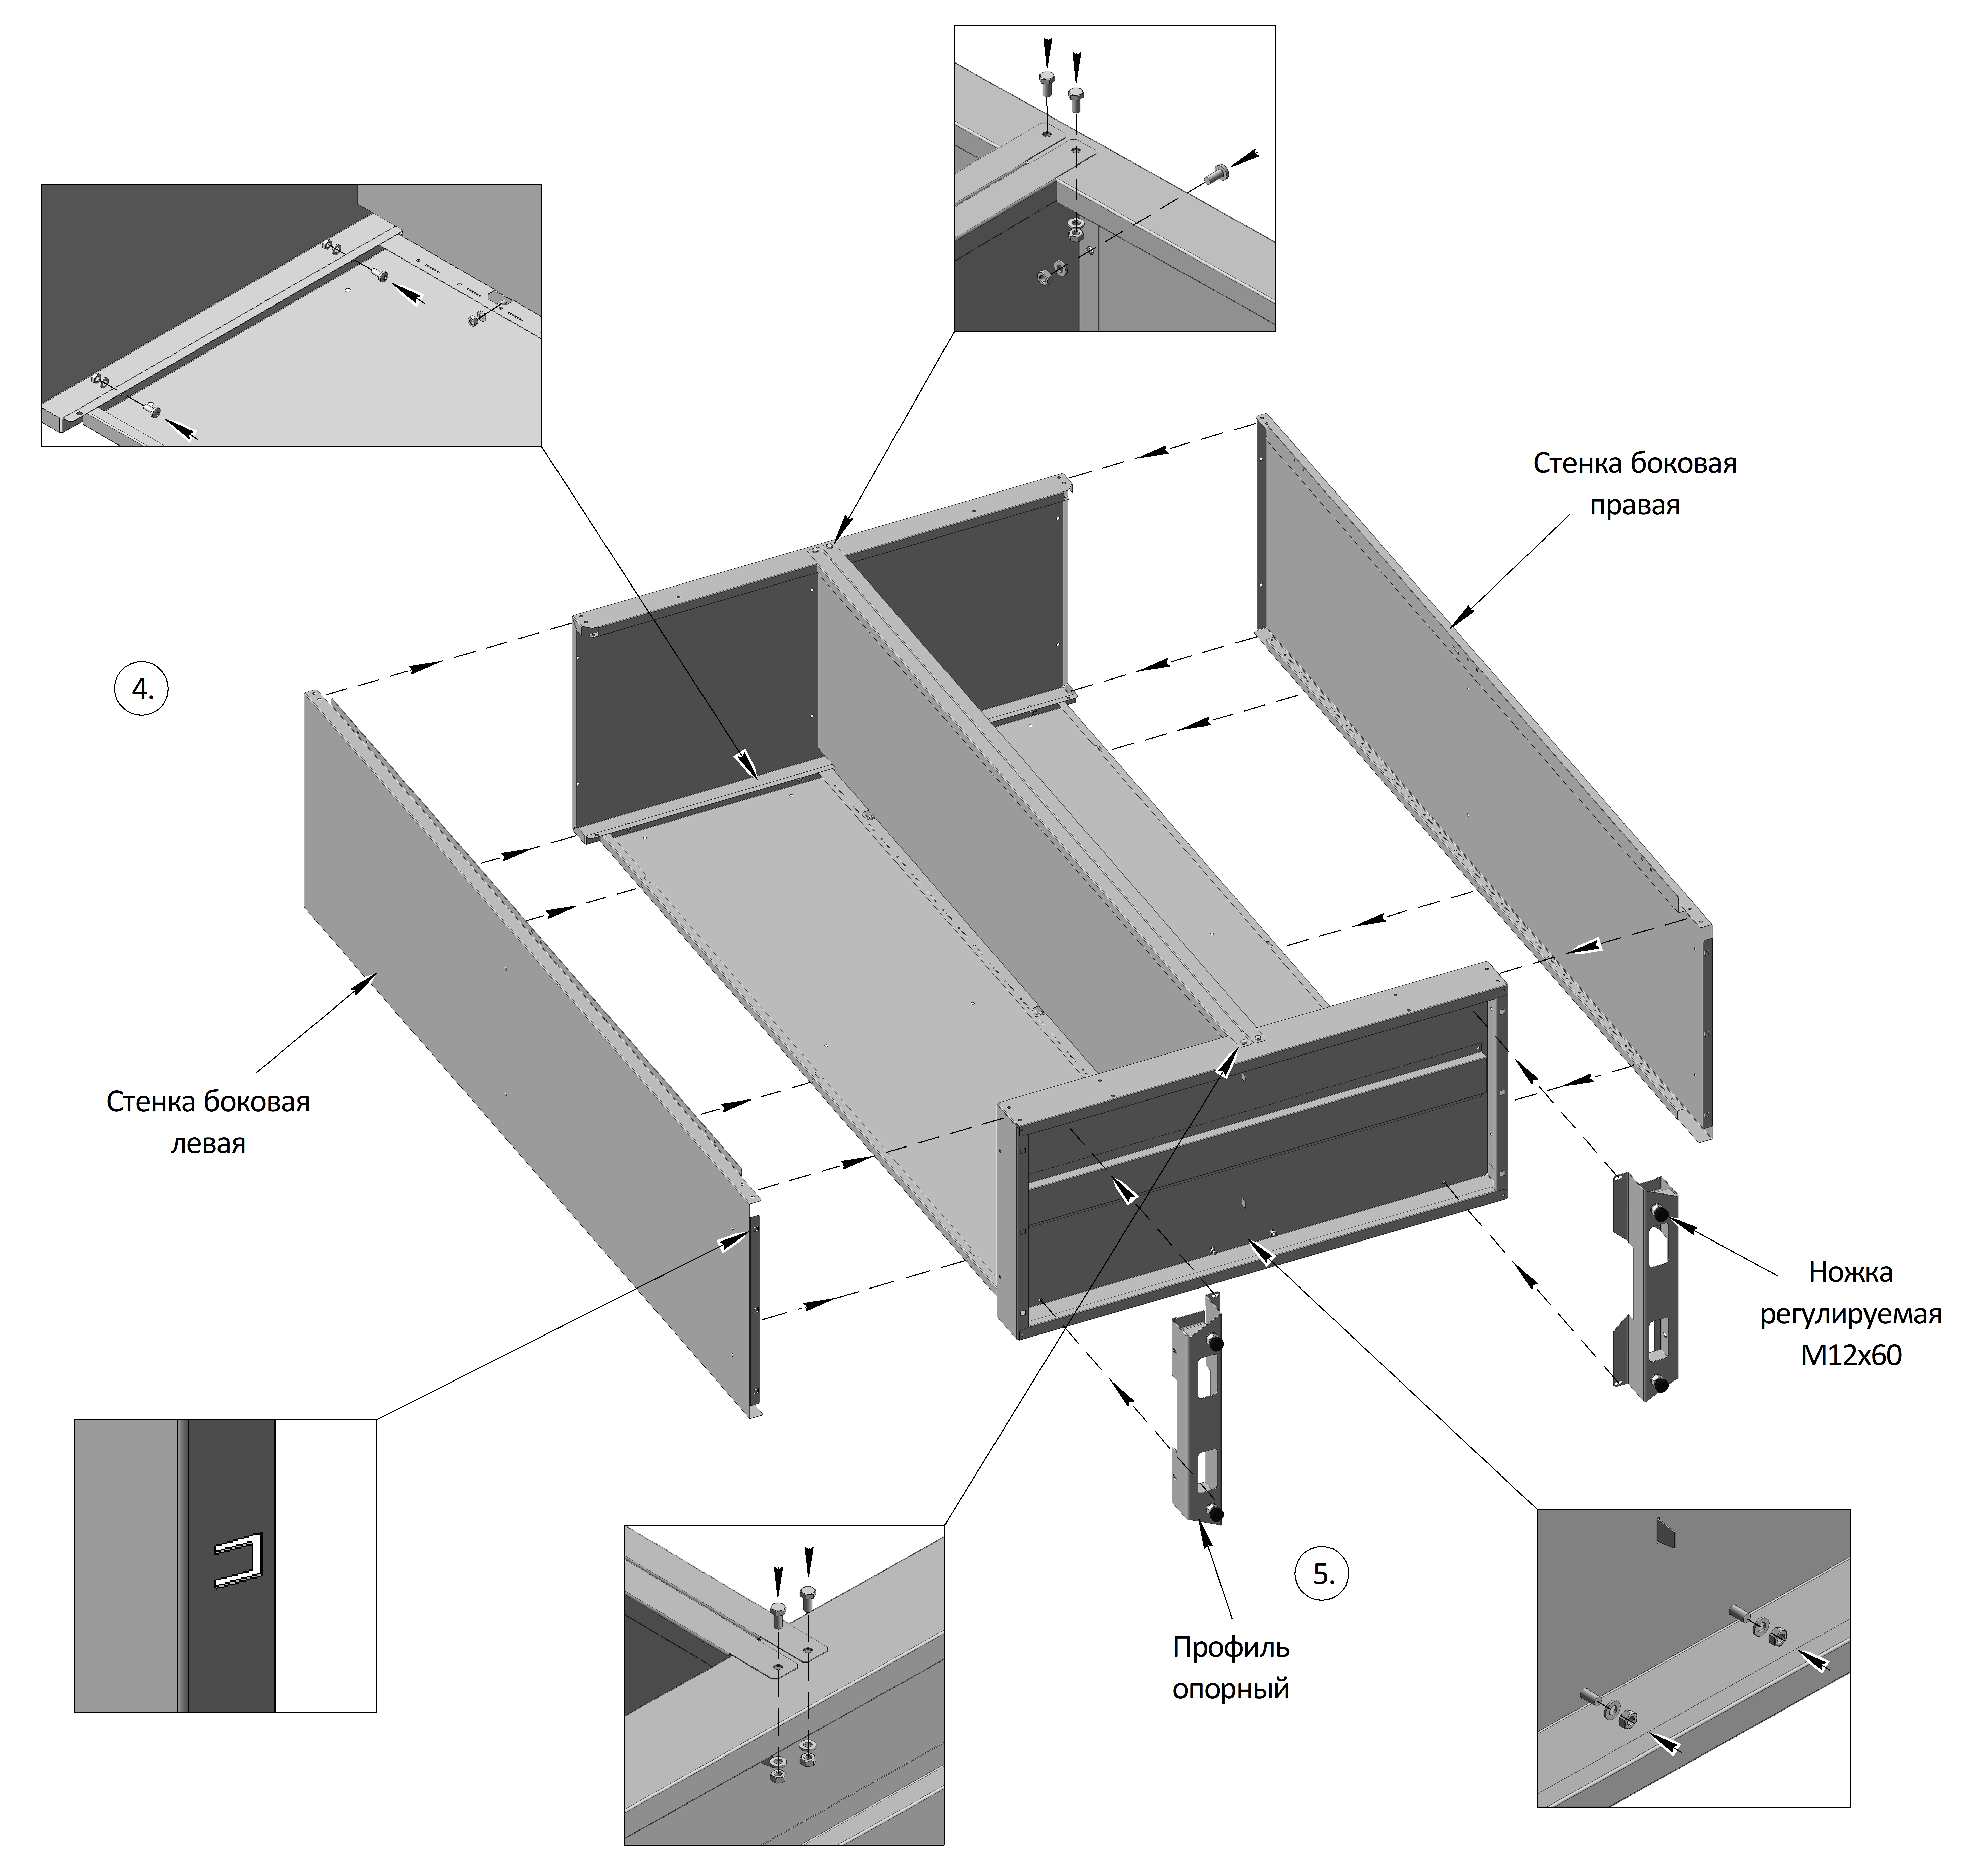 Стенка боковая
правая
4.
Стенка боковая
левая
Ножка
регулируемая
М12х60
5.
Профиль
опорный